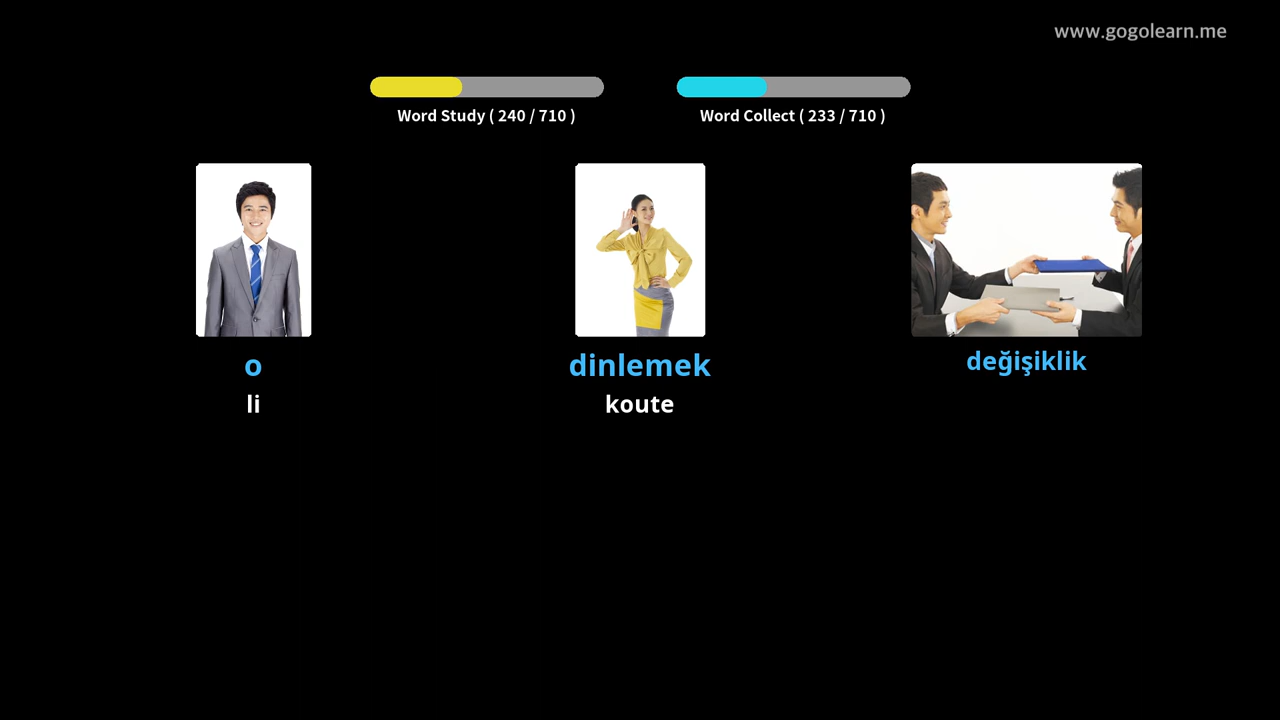 www.gogolearn.me
Word Study ( 240 / 710 )
Word Collect ( 233 / 710 )
o
dinlemek
değişiklik
li
koute